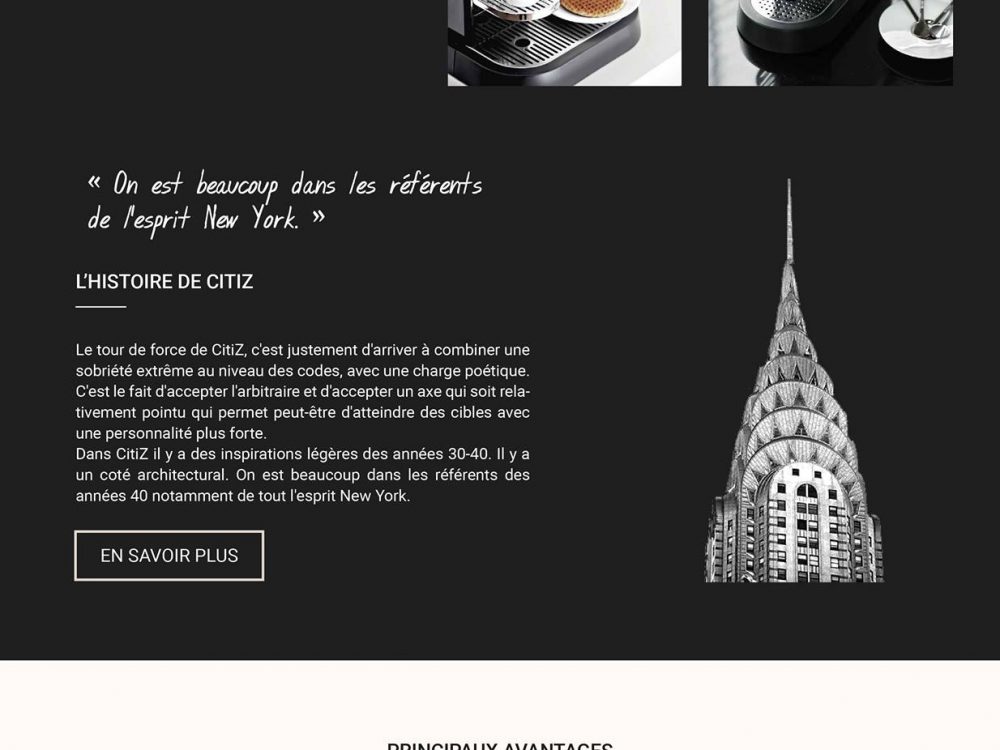 « On est beaucoup dans les référents
de l'esprit New York. »
L'HISTOIRE DE CITIZ
Le tour de force de CitiZ, c'est justement d'arriver à combiner une
sobriété extrême au niveau des codes, avec une charge poétique.
C'est le fait d'accepter l'arbitraire et d'accepter un axe qui soit rela-
tivement pointu qui permet peut-être d'atteindre des cibles avec
une personnalité plus forte.
Dans CitiZ il y a des inspirations légères des années 30-40. Il y a
un coté architectural. On est beaucoup dans les référents des
années 40 notamment de tout l'esprit New York.
EN SAVOIR PLUS
PRINCIPAUX AVANTAGES